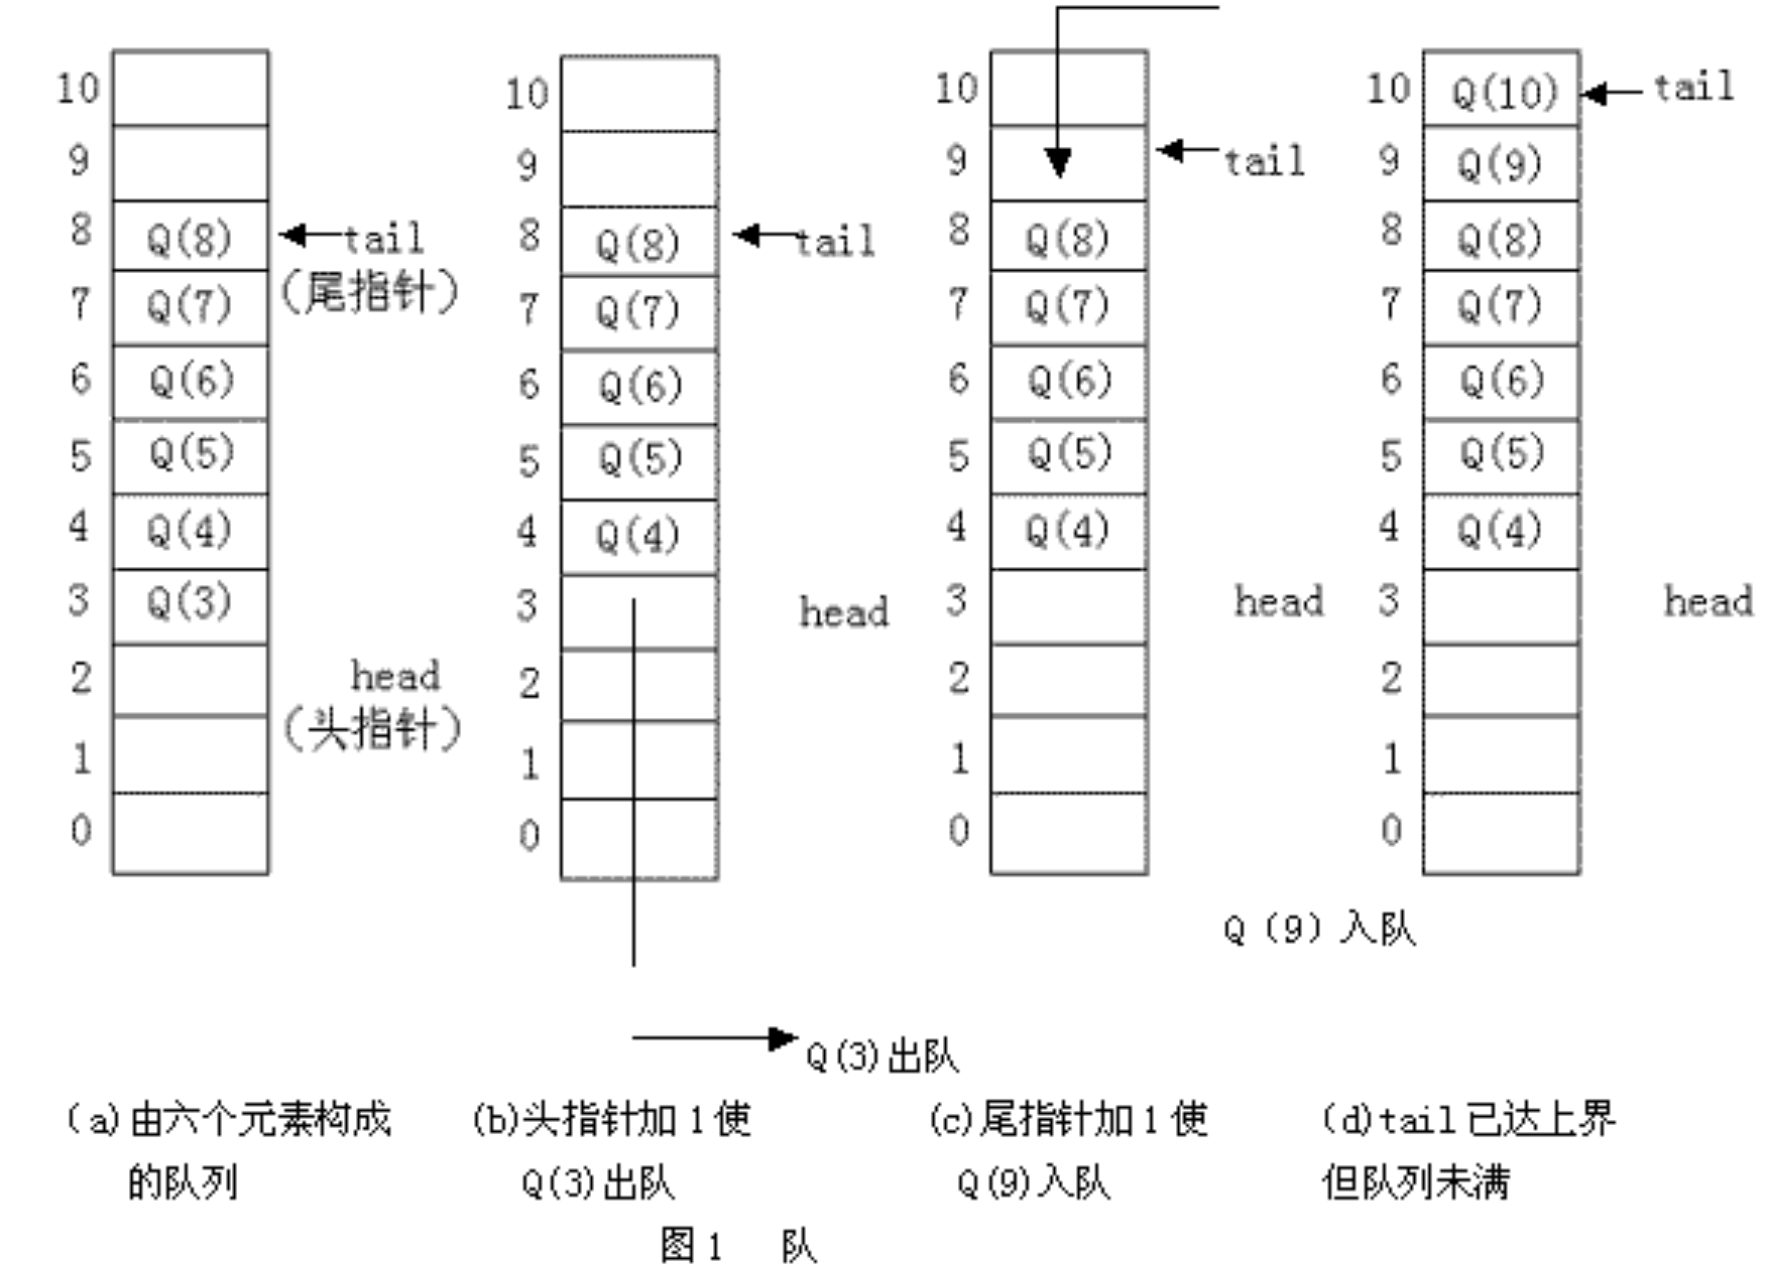 10 10 10 10 Q(10) tail
9 9 9 tail 9 Q(9)
8 Q(8) tail 8 Q(8) tail 8 Q(8) 8 Q(8)
7 Q(7) (尾指针) 7 Q(7) 7 Q(7) 7 Q(7)
6 Q(6) 6 Q(6) 6 Q(6) 6 Q(6)
5 Q(5) 5 Q(5) 5 Q(5) 5 Q(5)
4 Q(4) 4 Q(4) 4 Q(4) 4 Q(4)
3 Q(3) 3 head 3 head 3 head
2 head 2 2 2
1 (头指针) 1 1 1
0 0 0 0
Q (9) 入队
Q(3)出队
(a)由六个元素构成 (b)头指针加1使 (c)尾指针加1使 (d)tail已达上界
的队列 Q(3)出队 Q(9)入队 但队列未满
图1 队